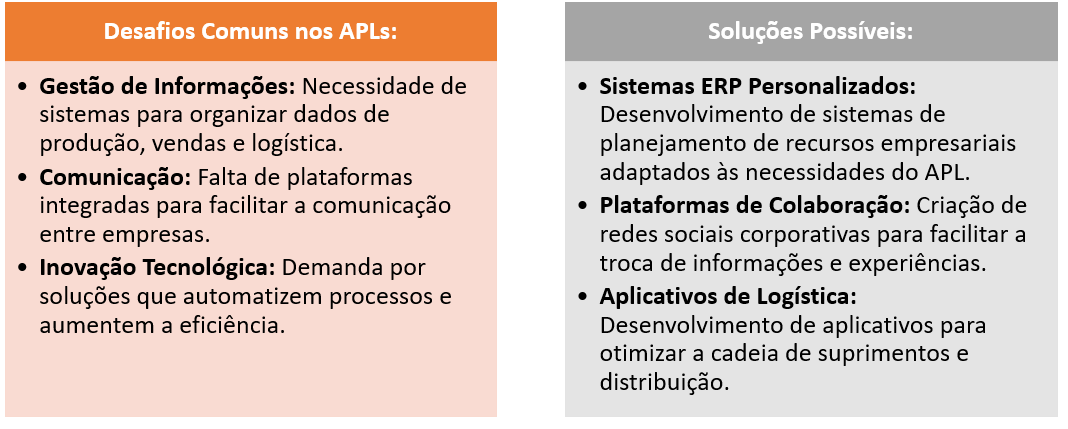 Desafios Comuns nos APLs:
• Gestão de Informações: Necessidade de
sistemas para organizar dados de
produção, vendas e logística.
• Comunicação: Falta de plataformas
integradas para facilitar a comunicação
entre empresas.
• Inovação Tecnológica: Demanda por
soluções que automatizem processos e
aumentem a eficiência.
Soluções Possíveis:
• Sistemas ERP Personalizados:
Desenvolvimento de sistemas de
planejamento de recursos empresariais
adaptados às necessidades do APL.
• Plataformas de Colaboração: Criação de
redes sociais corporativas para facilitar a
troca de informações e experiências.
• Aplicativos de Logística:
Desenvolvimento de aplicativos para
otimizar a cadeia de suprimentos e
distribuição.